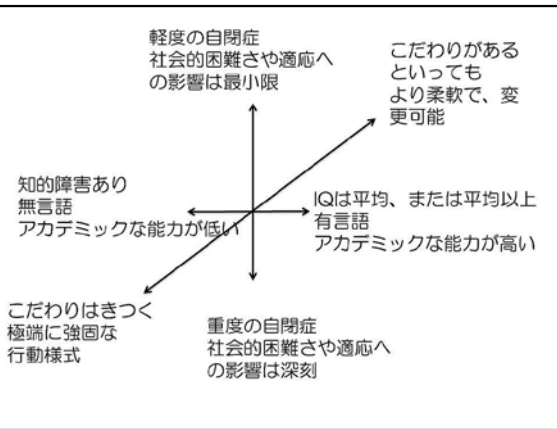 軽度の自閉症
社会的困難さや適応へ
の影響は最小限
こだわりがある
といっても
より柔軟で、変
更可能
知的障害あり
無言語
アカデミックな能力が低い
IQは平均、または平均以上
有言語
アカデミックな能力が高い
こだわりはきつく
極端に強固な
行動様式
重度の自閉症
社会的困難さや適応へ
の影響は深刻